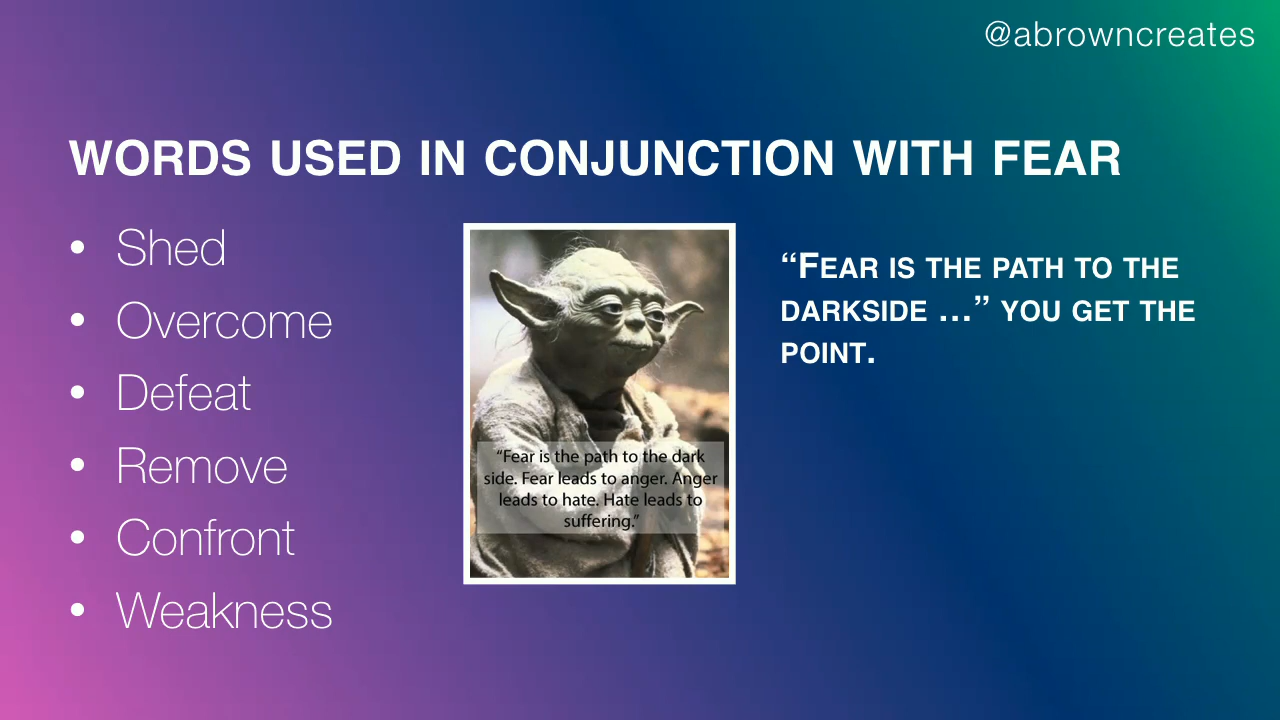 @abrowncreates
WORDS USED IN CONJUNCTION WITH FEAR
• Shed
• Overcome
• Defeat
• Remove
• Confront
• Weakness
“Fear is the path to the dark
side. Fear leads to anger. Anger
leads to hate. Hate leads to
suffering.”
“FEAR IS THE PATH TO THE
DARKSIDE …” YOU GET THE
POINT.